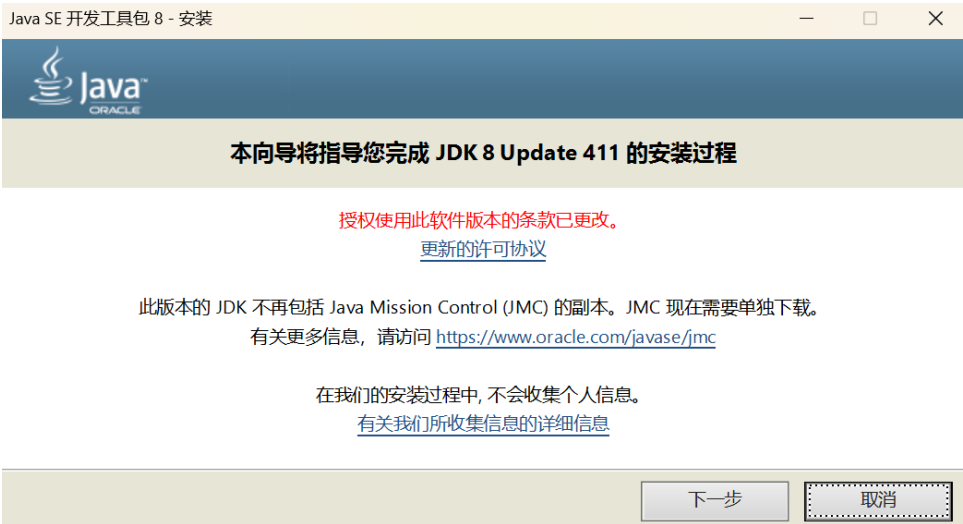 Java SE 开发工具包 8 - 安装
Java™
ORACLE
本向导将指导您完成 JDK 8 Update 411 的安装过程
授权使用此软件版本的条款已更改。
更新的许可协议
此版本的 JDK 不再包括 Java Mission Control (JMC) 的副本。JMC 现在需要单独下载。
有关更多信息，请访问 https://www.oracle.com/javase/jmc
在我们的安装过程中, 不会收集个人信息。
有关我们所收集信息的详细信息
下一步
取消